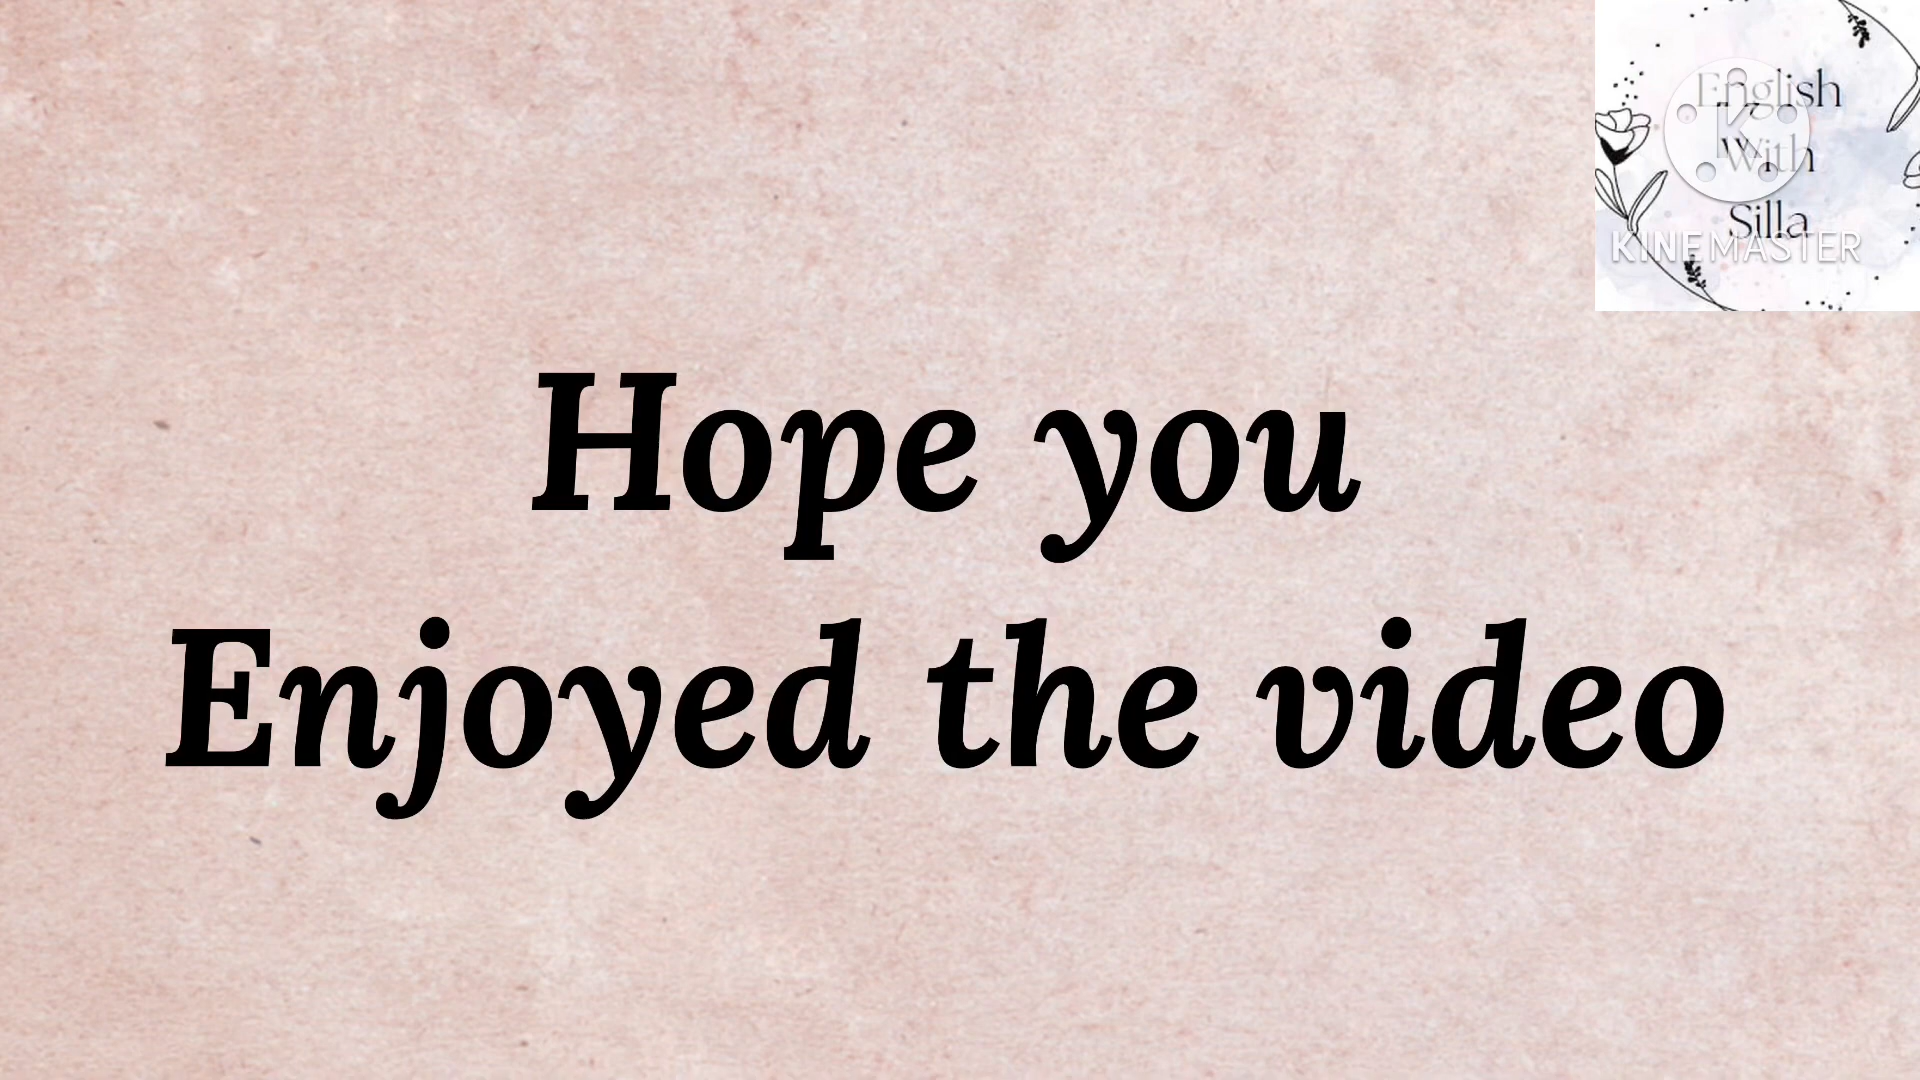 English
With
Silla
KINEMASTER
Hope you
Enjoyed the video